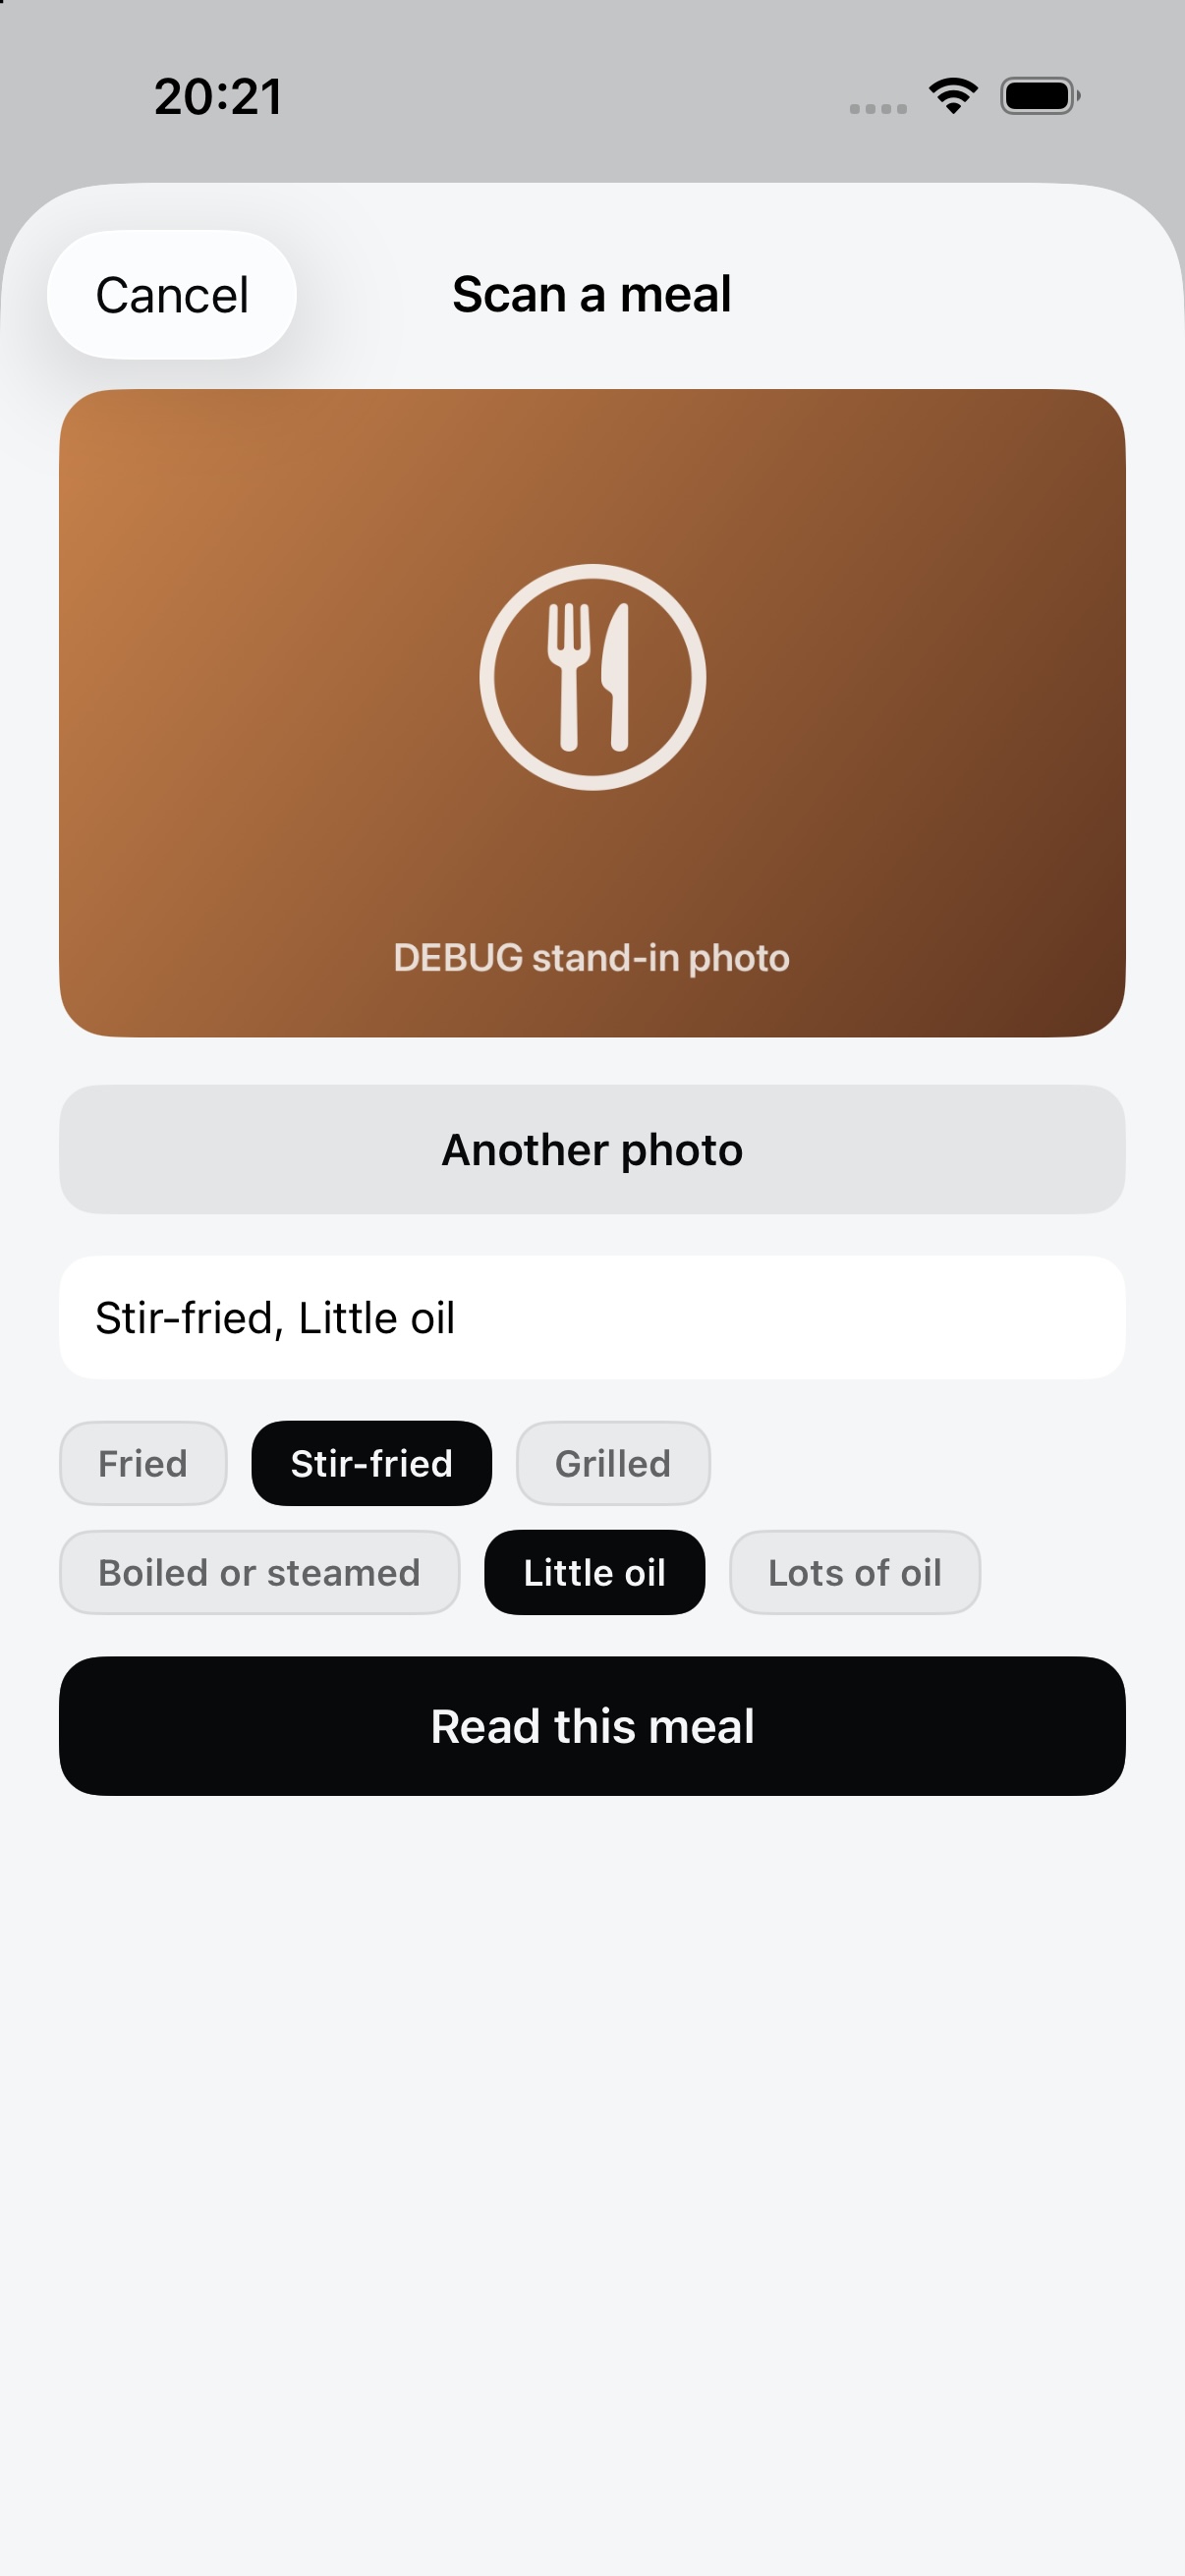 20:21
Cancel
Scan a meal
DEBUG stand-in photo
Another photo
Stir-fried, Little oil
Fried
Stir-fried
Grilled
Boiled or steamed
Little oil
Lots of oil
Read this meal